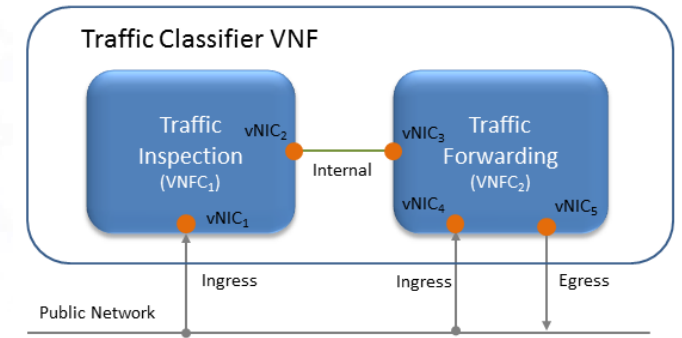 Traffic Classifier VNF
Traffic
Inspection
(VNFC₁)
vNIC₂
vNIC₁
Internal
vNIC₃
Traffic
Forwarding
(VNFC₂)
vNIC₄
vNIC₅
Ingress
Ingress
Egress
Public Network